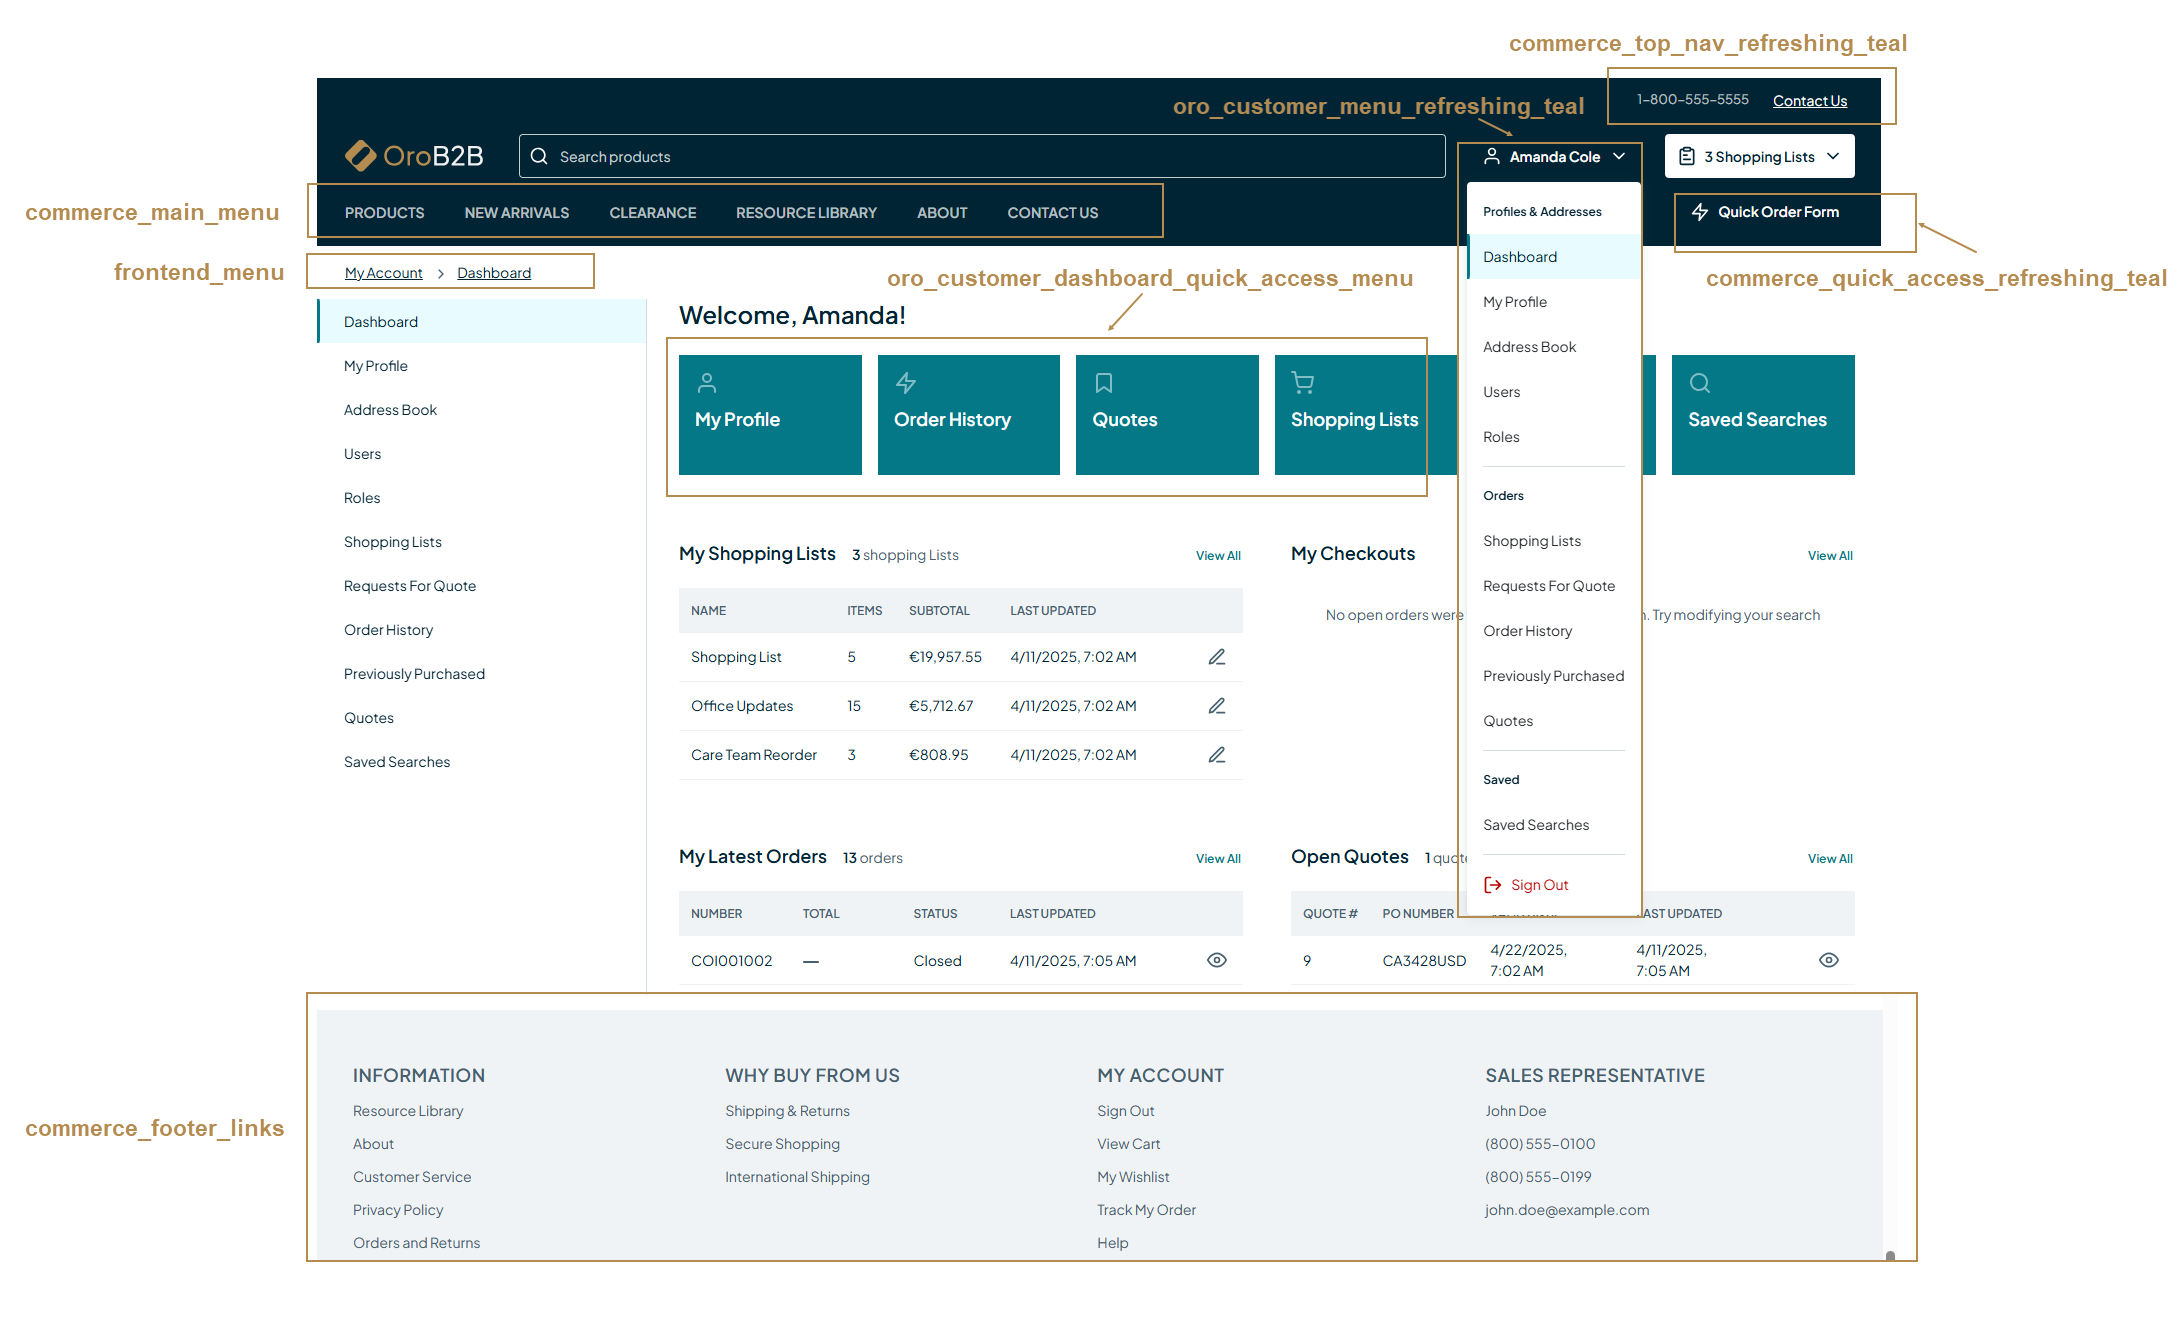 commerce_top_nav_refreshing_teal
1-800-555-5555 Contact Us
oro_customer_menu_refreshing_teal
OroB2B
Search products
Amanda Cole
3 Shopping Lists
commerce_main_menu
PRODUCTS NEW ARRIVALS CLEARANCE RESOURCE LIBRARY ABOUT CONTACT US
Quick Order Form
commerce_quick_access_refreshing_teal
frontend_menu
My Account > Dashboard
oro_customer_dashboard_quick_access_menu
Profiles & Addresses
Dashboard
My Profile
Address Book
Users
Roles
Orders
Shopping Lists
Requests For Quote
Order History
Previously Purchased
Quotes
Saved
Saved Searches
Sign Out
Dashboard
My Profile
Address Book
Users
Roles
Shopping Lists
Requests For Quote
Order History
Previously Purchased
Quotes
Saved Searches
Welcome, Amanda!
My Profile
Order History
Quotes
Shopping Lists
Saved Searches
My Shopping Lists 3 shopping Lists View All
NAME ITEMS SUBTOTAL LAST UPDATED
Shopping List 5 €19,957.55 4/11/2025, 7:02 AM
Office Updates 15 €5,712.67 4/11/2025, 7:02 AM
Care Team Reorder 3 €808.95 4/11/2025, 7:02 AM
My Checkouts View All
No open orders were Try modifying your search
My Latest Orders 13 orders View All
NUMBER TOTAL STATUS LAST UPDATED
COI001002 — Closed 4/11/2025, 7:05 AM
Open Quotes 1 View All
QUOTE # PO NUMBER LAST UPDATED
9 CA3428USD 4/22/2025, 7:02 AM 4/11/2025, 7:05 AM
commerce_footer_links
INFORMATION
Resource Library
About
Customer Service
Privacy Policy
Orders and Returns
WHY BUY FROM US
Shipping & Returns
Secure Shopping
International Shipping
MY ACCOUNT
Sign Out
View Cart
My Wishlist
Track My Order
Help
SALES REPRESENTATIVE
John Doe
(800) 555-0100
(800) 555-0199
john.doe@example.com